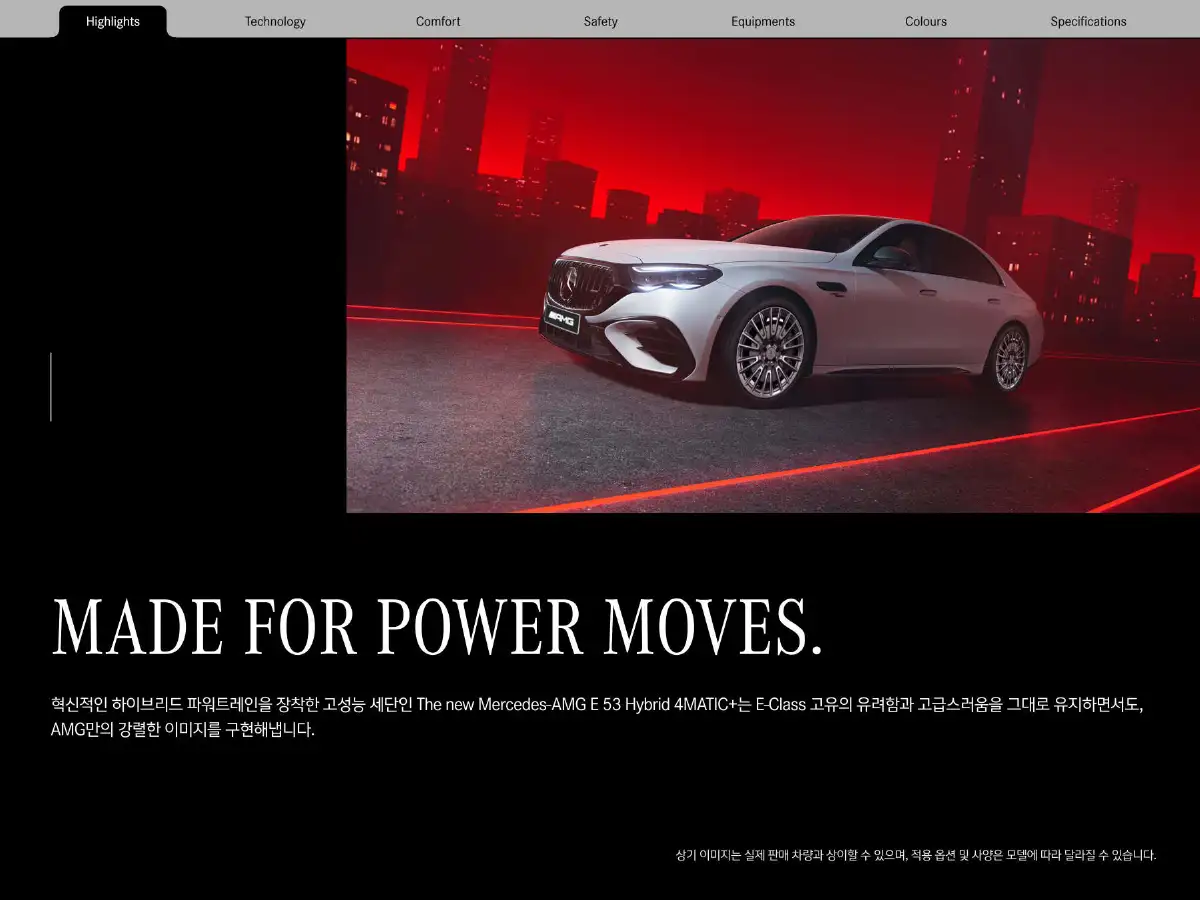 Highlights
Technology
Comfort
Safety
Equipments
Colours
Specifications
AMG
MADE FOR POWER MOVES.
혁신적인 하이브리드 파워트레인을 장착한 고성능 세단인 The new Mercedes-AMG E 53 Hybrid 4MATIC+는 E-Class 고유의 유려함과 고급스러움을 그대로 유지하면서도,
AMG만의 강렬한 이미지를 구현해냅니다.
상기 이미지는 실제 판매 차량과 상이할 수 있으며, 적용 옵션 및 사양은 모델에 따라 달라질 수 있습니다.